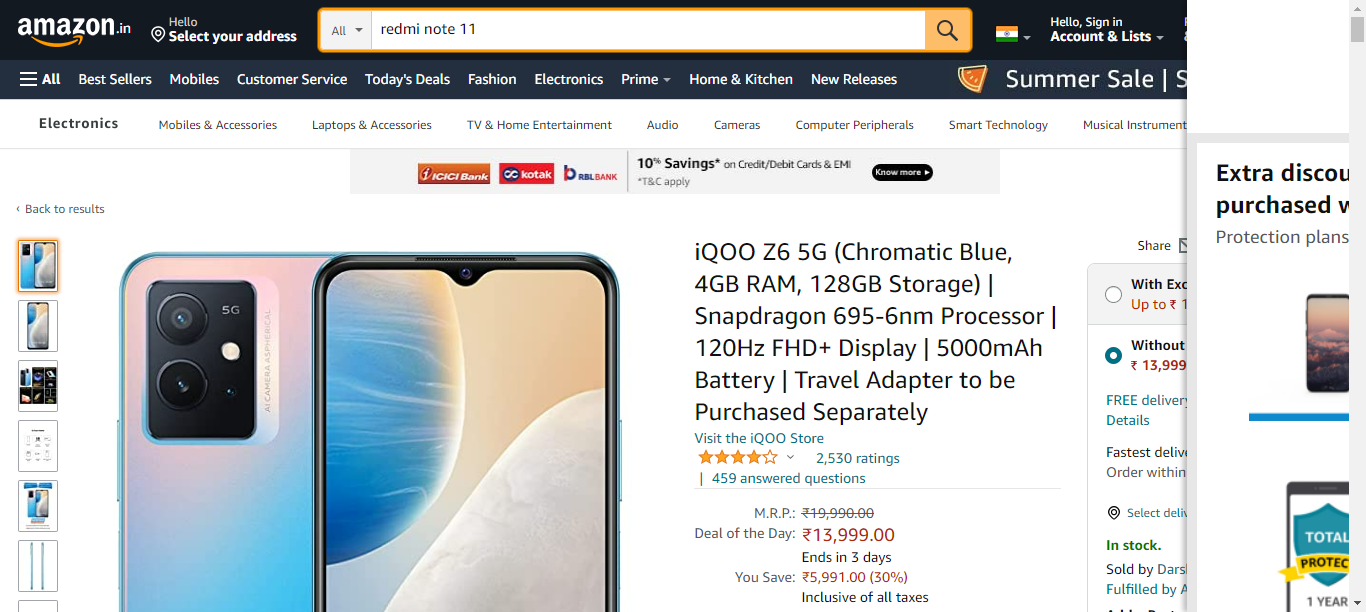 amazon.in
Hello
Select your address
All
redmi note 11
Hello, Sign in
Account & Lists
All
Best Sellers
Mobiles
Customer Service
Today's Deals
Fashion
Electronics
Prime
Home & Kitchen
New Releases
Summer Sale | S
Electronics
Mobiles & Accessories
Laptops & Accessories
TV & Home Entertainment
Audio
Cameras
Computer Peripherals
Smart Technology
Musical Instrument
ICICI Bank
kotak
RBLBANK
10% Savings* on Credit/Debit Cards & EMI
*T&C apply
Know more
‹ Back to results
5G
AI CAMERA ASPHERICAL
iQOO Z6 5G (Chromatic Blue,
4GB RAM, 128GB Storage) |
Snapdragon 695-6nm Processor |
120Hz FHD+ Display | 5000mAh
Battery | Travel Adapter to be
Purchased Separately
Visit the iQOO Store
2,530 ratings
| 459 answered questions
M.R.P.: ₹19,990.00
Deal of the Day: ₹13,999.00
Ends in 3 days
You Save: ₹5,991.00 (30%)
Inclusive of all taxes
Share
With Exc
Up to ₹ 1
Without
₹ 13,999
FREE delivery
Details
Fastest delive
Order within
Select deliv
In stock.
Sold by Dars
Fulfilled by A
Extra discou
purchased w
Protection plans
TOTAL
PROTEC
1 YEAR